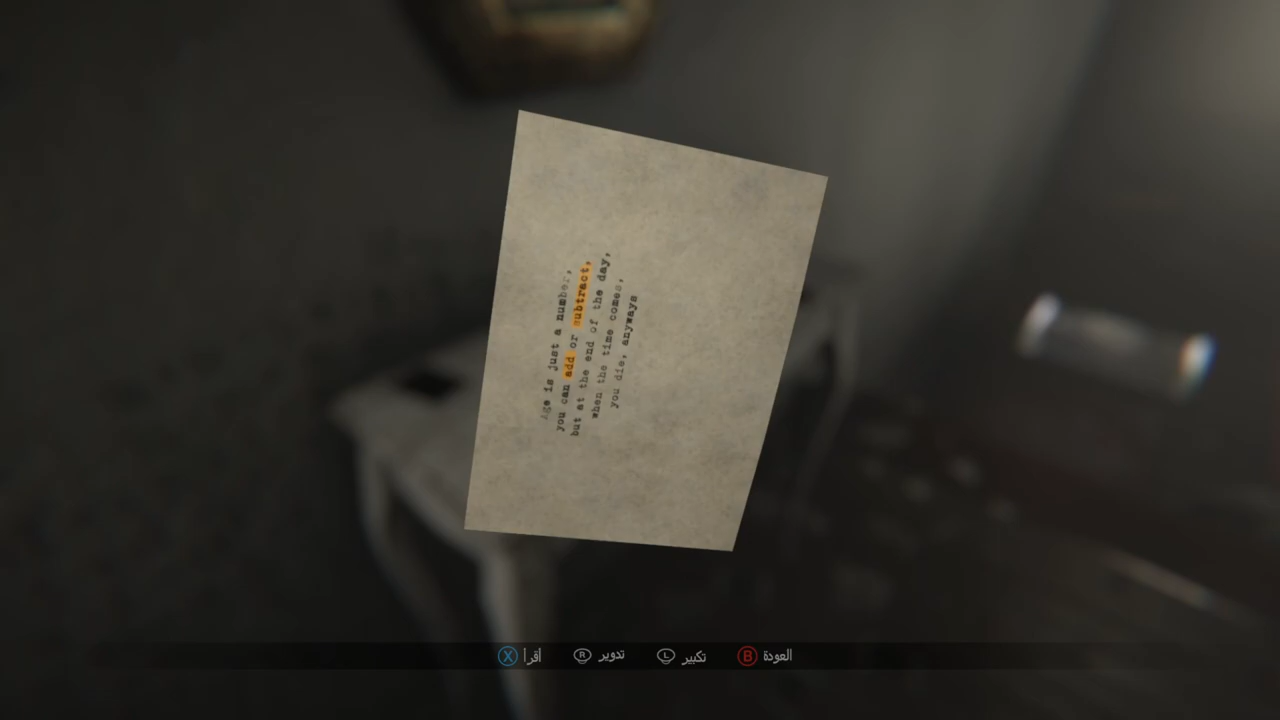 Age is just a number,
you can add or subtract,
but at the end of the day,
when the time comes,
you die, anyways
X أقرأ R تدوير L تكبير B العودة